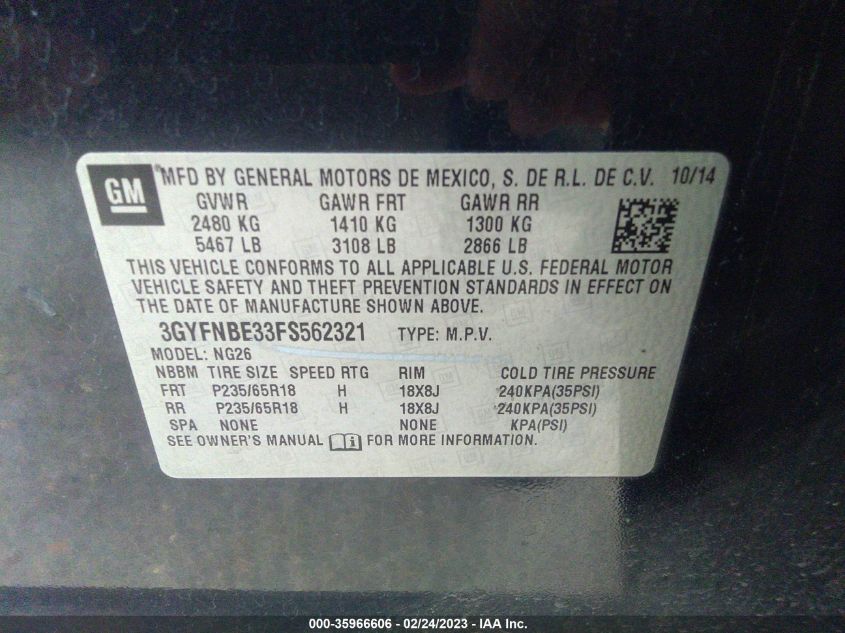 GM
MFD BY GENERAL MOTORS DE MEXICO, S. DE R.L. DE C.V. 10/14
GVWR GAWR FRT GAWR RR
2480 KG 1410 KG 1300 KG
5467 LB 3108 LB 2866 LB
THIS VEHICLE CONFORMS TO ALL APPLICABLE U.S. FEDERAL MOTOR
VEHICLE SAFETY AND THEFT PREVENTION STANDARDS IN EFFECT ON
THE DATE OF MANUFACTURE SHOWN ABOVE.
3GYFNBE33FS562321 TYPE: M.P.V.
MODEL: NG26
NBBM TIRE SIZE SPEED RTG RIM COLD TIRE PRESSURE
FRT P235/65R18 H 18X8J 240KPA(35PSI)
RR P235/65R18 H 18X8J 240KPA(35PSI)
SPA NONE NONE KPA(PSI)
SEE OWNER'S MANUAL FOR MORE INFORMATION.
000-35966606 - 02/24/2023 - IAA Inc.